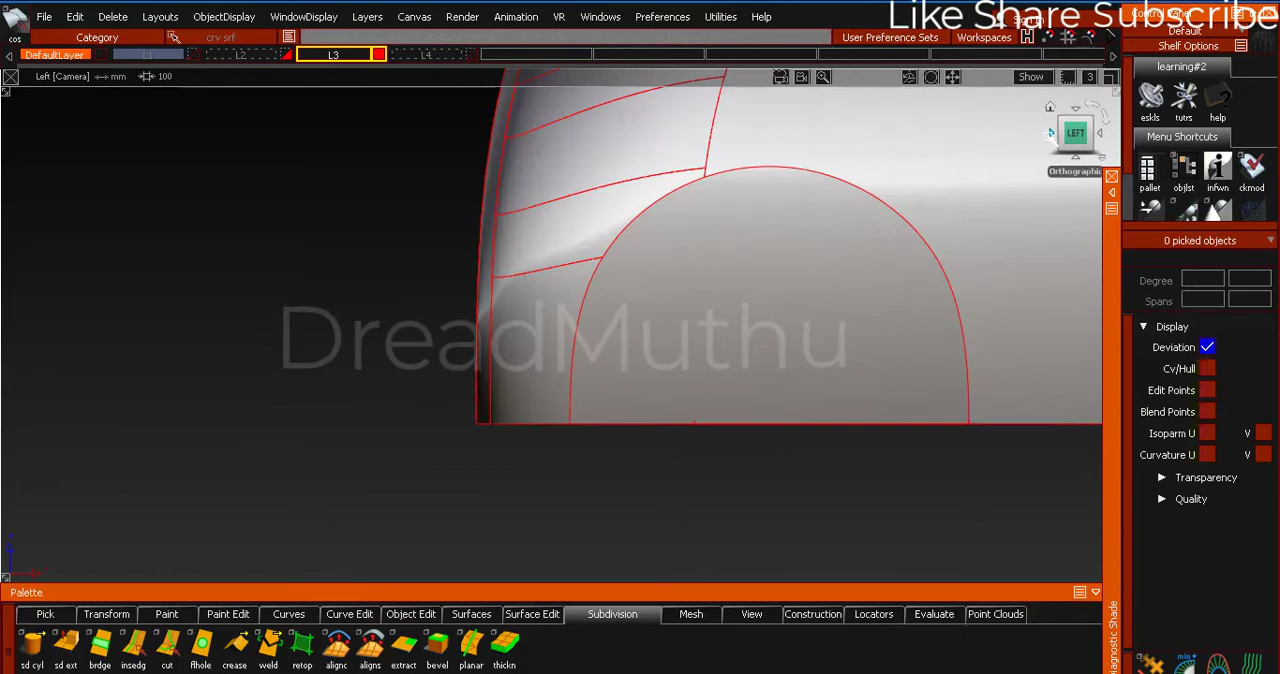 File Edit Delete Layouts ObjectDisplay WindowDisplay Layers Canvas Render Animation VR Windows Preferences Utilities Help
Like Share Subscribe
cos Category crv srf User Preference Sets Workspaces
Default
Shelf Options
DefaultLayer L1 L2 L3 L4
Left [Camera] mm 100 Show 3
learning#2
eskls tutrs help
LEFT
Menu Shortcuts
Orthographic
pallet objlst infwn ckmod
0 picked objects
Degree
Spans
Display
Deviation
Cv/Hull
Edit Points
Blend Points
Isoparm U V
Curvature U V
Transparency
Quality
DreadMuthu
Diagnostic Shade
Palette
Pick Transform Paint Paint Edit Curves Curve Edit Object Edit Surfaces Surface Edit Subdivision Mesh View Construction Locators Evaluate Point Clouds
sd cyl sd ext brdge insedg cut flhole crease weld retop alignc aligns extract bevel planar thickn